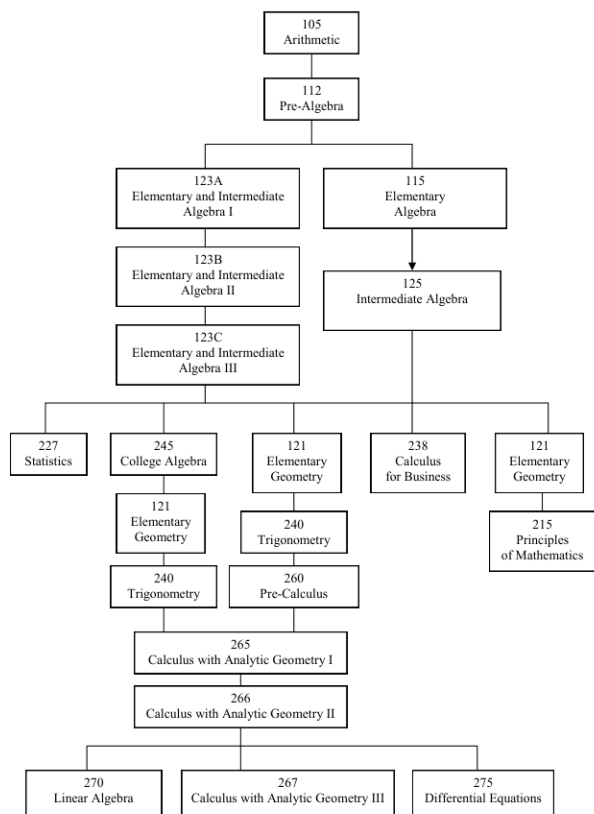 105
Arithmetic
112
Pre-Algebra
123A
Elementary and Intermediate
Algebra I
115
Elementary
Algebra
123B
Elementary and Intermediate
Algebra II
125
Intermediate Algebra
123C
Elementary and Intermediate
Algebra III
227
Statistics
245
College Algebra
121
Elementary
Geometry
238
Calculus
for Business
121
Elementary
Geometry
121
Elementary
Geometry
240
Trigonometry
215
Principles
of Mathematics
240
Trigonometry
260
Pre-Calculus
265
Calculus with Analytic Geometry I
266
Calculus with Analytic Geometry II
270
Linear Algebra
267
Calculus with Analytic Geometry III
275
Differential Equations